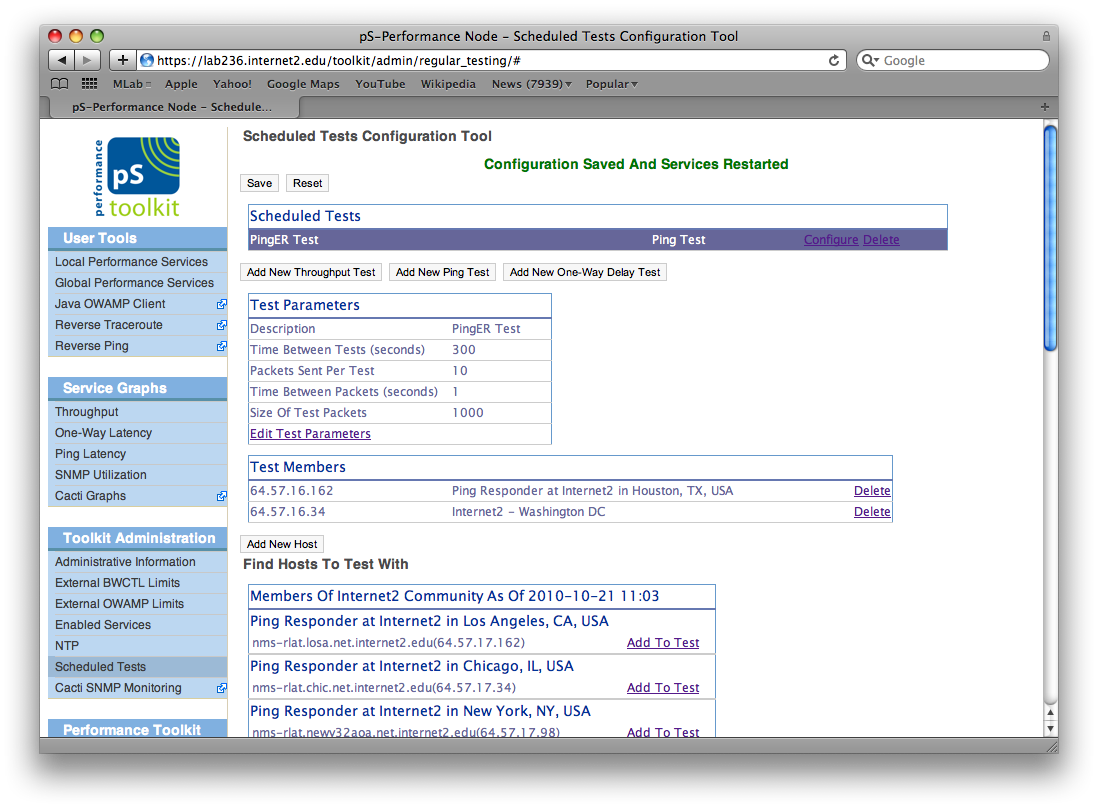 pS-Performance Node - Scheduled Tests Configuration Tool
https://lab236.internet2.edu/toolkit/admin/regular_testing/#
Google
MLab Apple Yahoo! Google Maps YouTube Wikipedia News (7939) Popular
pS-Performance Node - Schedule...
performance
pS
toolkit
User Tools
Local Performance Services
Global Performance Services
Java OWAMP Client
Reverse Traceroute
Reverse Ping
Service Graphs
Throughput
One-Way Latency
Ping Latency
SNMP Utilization
Cacti Graphs
Toolkit Administration
Administrative Information
External BWCTL Limits
External OWAMP Limits
Enabled Services
NTP
Scheduled Tests
Cacti SNMP Monitoring
Performance Toolkit
Scheduled Tests Configuration Tool
Configuration Saved And Services Restarted
Save Reset
Scheduled Tests
PingER Test Ping Test Configure Delete
Add New Throughput Test Add New Ping Test Add New One-Way Delay Test
Test Parameters
Description PingER Test
Time Between Tests (seconds) 300
Packets Sent Per Test 10
Time Between Packets (seconds) 1
Size Of Test Packets 1000
Edit Test Parameters
Test Members
64.57.16.162 Ping Responder at Internet2 in Houston, TX, USA Delete
64.57.16.34 Internet2 - Washington DC Delete
Add New Host
Find Hosts To Test With
Members Of Internet2 Community As Of 2010-10-21 11:03
Ping Responder at Internet2 in Los Angeles, CA, USA
nms-rlat.losa.net.internet2.edu(64.57.17.162) Add To Test
Ping Responder at Internet2 in Chicago, IL, USA
nms-rlat.chic.net.internet2.edu(64.57.17.34) Add To Test
Ping Responder at Internet2 in New York, NY, USA
nms-rlat.newy32aoa.net.internet2.edu(64.57.17.98) Add To Test